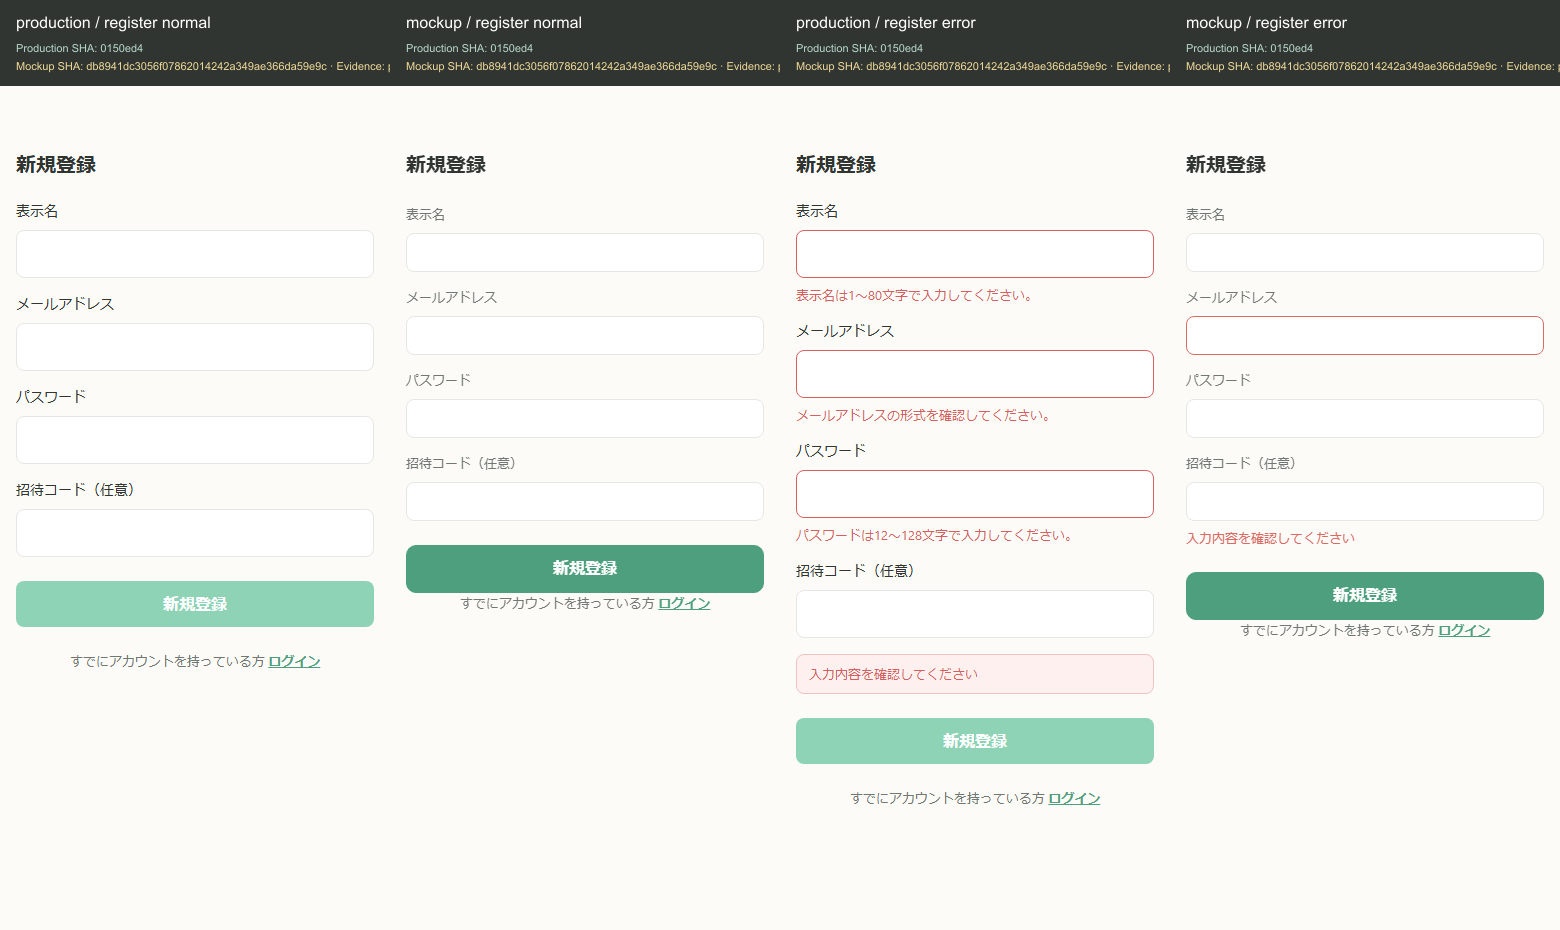 production / register normal
Production SHA: 0150ed4
Mockup SHA: db8941dc3056f07862014242a349ae366da59e9c · Evidence: p
新規登録
表示名
メールアドレス
パスワード
招待コード（任意）
新規登録
すでにアカウントを持っている方 ログイン
mockup / register normal
Production SHA: 0150ed4
Mockup SHA: db8941dc3056f07862014242a349ae366da59e9c · Evidence: p
新規登録
表示名
メールアドレス
パスワード
招待コード（任意）
新規登録
すでにアカウントを持っている方 ログイン
production / register error
Production SHA: 0150ed4
Mockup SHA: db8941dc3056f07862014242a349ae366da59e9c · Evidence: p
新規登録
表示名
表示名は1〜80文字で入力してください。
メールアドレス
メールアドレスの形式を確認してください。
パスワード
パスワードは12〜128文字で入力してください。
招待コード（任意）
入力内容を確認してください
新規登録
すでにアカウントを持っている方 ログイン
mockup / register error
Production SHA: 0150ed4
Mockup SHA: db8941dc3056f07862014242a349ae366da59e9c · Evidence: p
新規登録
表示名
メールアドレス
パスワード
招待コード（任意）
入力内容を確認してください
新規登録
すでにアカウントを持っている方 ログイン